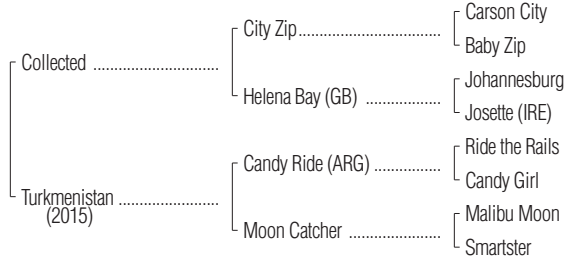 Carson City
City Zip
Baby Zip
Collected
Johannesburg
Helena Bay (GB)
Josette (IRE)
Ride the Rails
Candy Ride (ARG)
Candy Girl
Turkmenistan
(2015)
Malibu Moon
Moon Catcher
Smartster